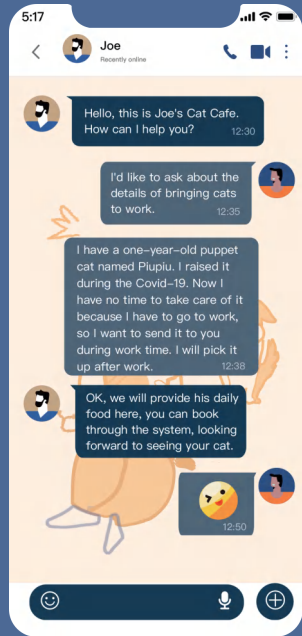 5:17
Joe
Recently online
Hello, this is Joe's Cat Cafe.
How can I help you?
12:30
I'd like to ask about the
details of bringing cats
to work.
12:35
I have a one-year-old puppet
cat named Piupiu. I raised it
during the Covid-19. Now I
have no time to take care of it
because I have to go to work,
so I want to send it to you
during work time. I will pick it
up after work.
12:38
OK, we will provide his daily
food here, you can book
through the system, looking
forward to seeing your cat.
12:50